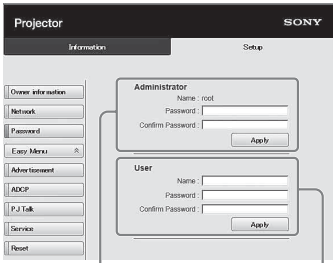 Projector
SONY
Information
Setup
Owner information
Network
Password
Easy Menu
Advertisement
ADCP
PJ Talk
Service
Reset
Administrator
Name : root
Password :
Confirm Password :
Apply
User
Name :
Password :
Confirm Password :
Apply